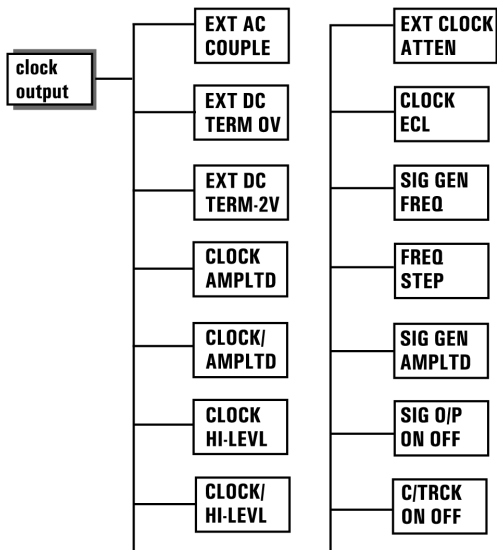 clock
output
EXT AC
COUPLE
EXT DC
TERM 0V
EXT DC
TERM-2V
CLOCK
AMPLTD
CLOCK/
AMPLTD
CLOCK
HI-LEVL
CLOCK/
HI-LEVL
EXT CLOCK
ATTEN
CLOCK
ECL
SIG GEN
FREQ
FREQ
STEP
SIG GEN
AMPLTD
SIG O/P
ON OFF
C/TRCK
ON OFF